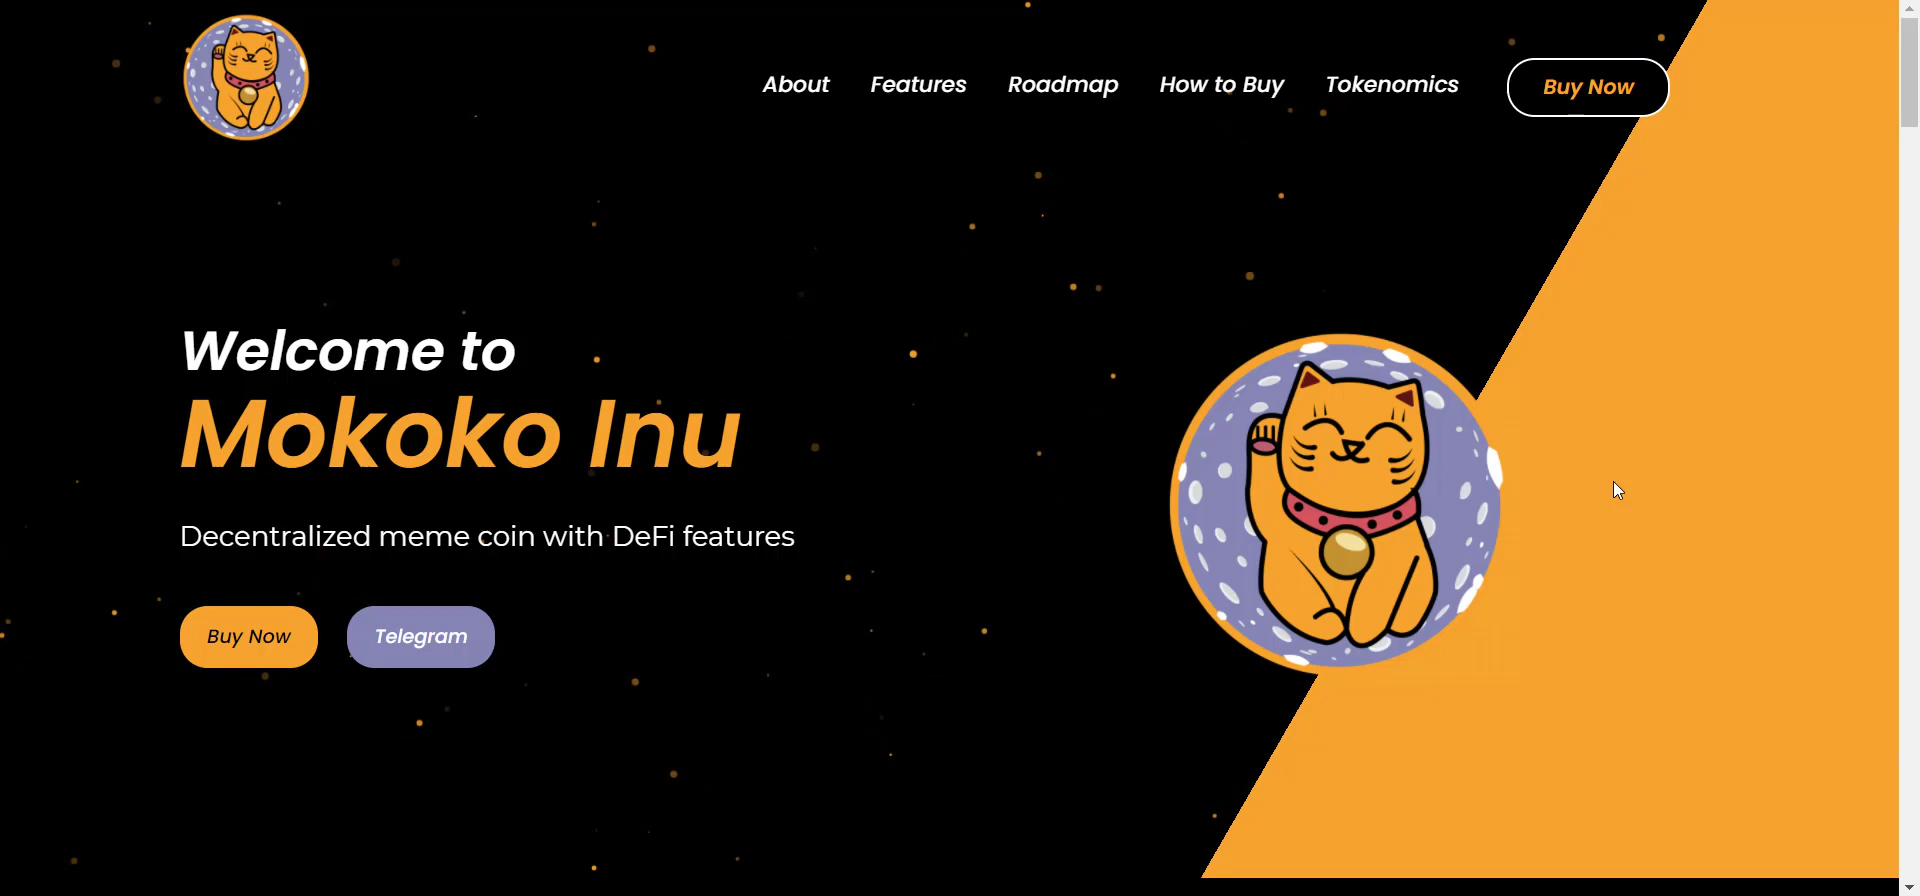 About Features Roadmap How to Buy Tokenomics Buy Now
Welcome to
Mokoko Inu
Decentralized meme coin with DeFi features
Buy Now Telegram